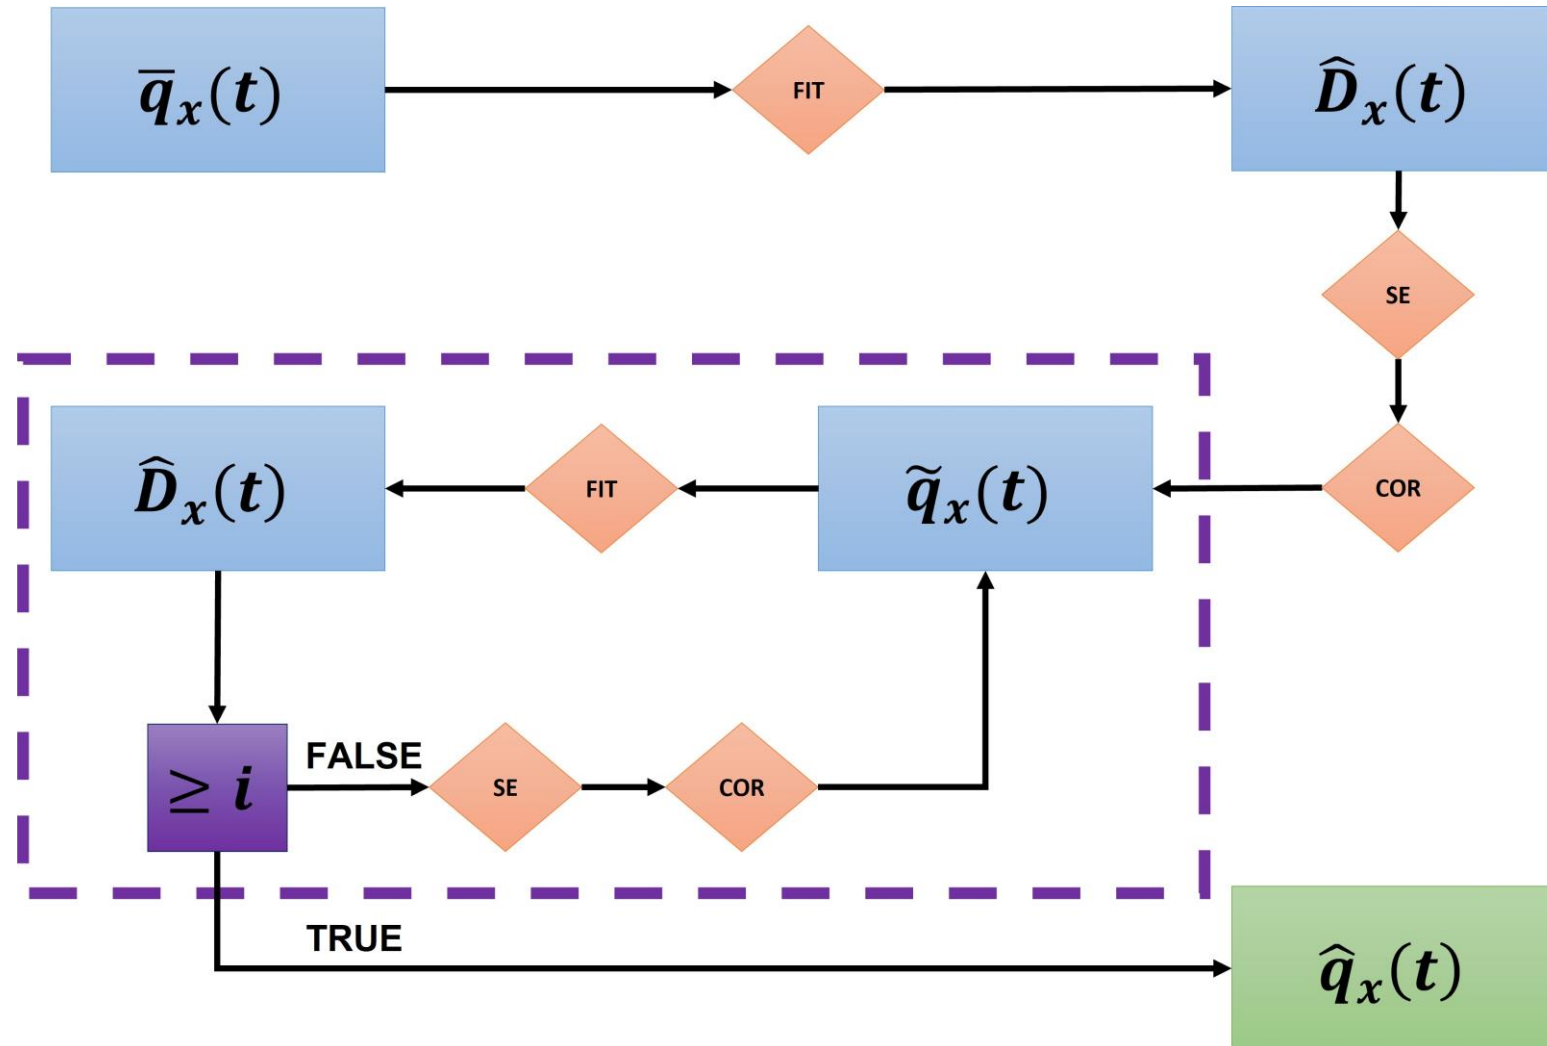 q̅ₓ(t)
FIT
D̂ₓ(t)
SE
D̂ₓ(t)
FIT
q̃ₓ(t)
COR
≥ i
FALSE
SE
COR
TRUE
q̂ₓ(t)